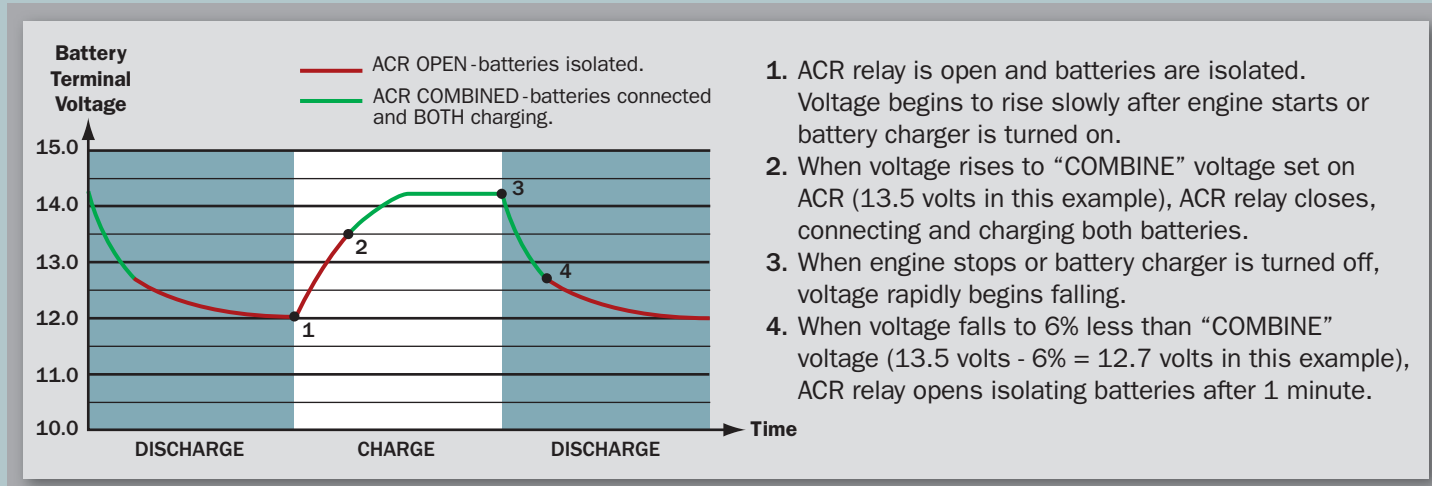 Battery
Terminal
Voltage
ACR OPEN-batteries isolated.
ACR COMBINED-batteries connected
and BOTH charging.
15.0
14.0
13.0
12.0
11.0
10.0
1
2
3
4
DISCHARGE
CHARGE
DISCHARGE
Time
1. ACR relay is open and batteries are isolated.
Voltage begins to rise slowly after engine starts or
battery charger is turned on.
2. When voltage rises to “COMBINE” voltage set on
ACR (13.5 volts in this example), ACR relay closes,
connecting and charging both batteries.
3. When engine stops or battery charger is turned off,
voltage rapidly begins falling.
4. When voltage falls to 6% less than “COMBINE”
voltage (13.5 volts - 6% = 12.7 volts in this example),
ACR relay opens isolating batteries after 1 minute.